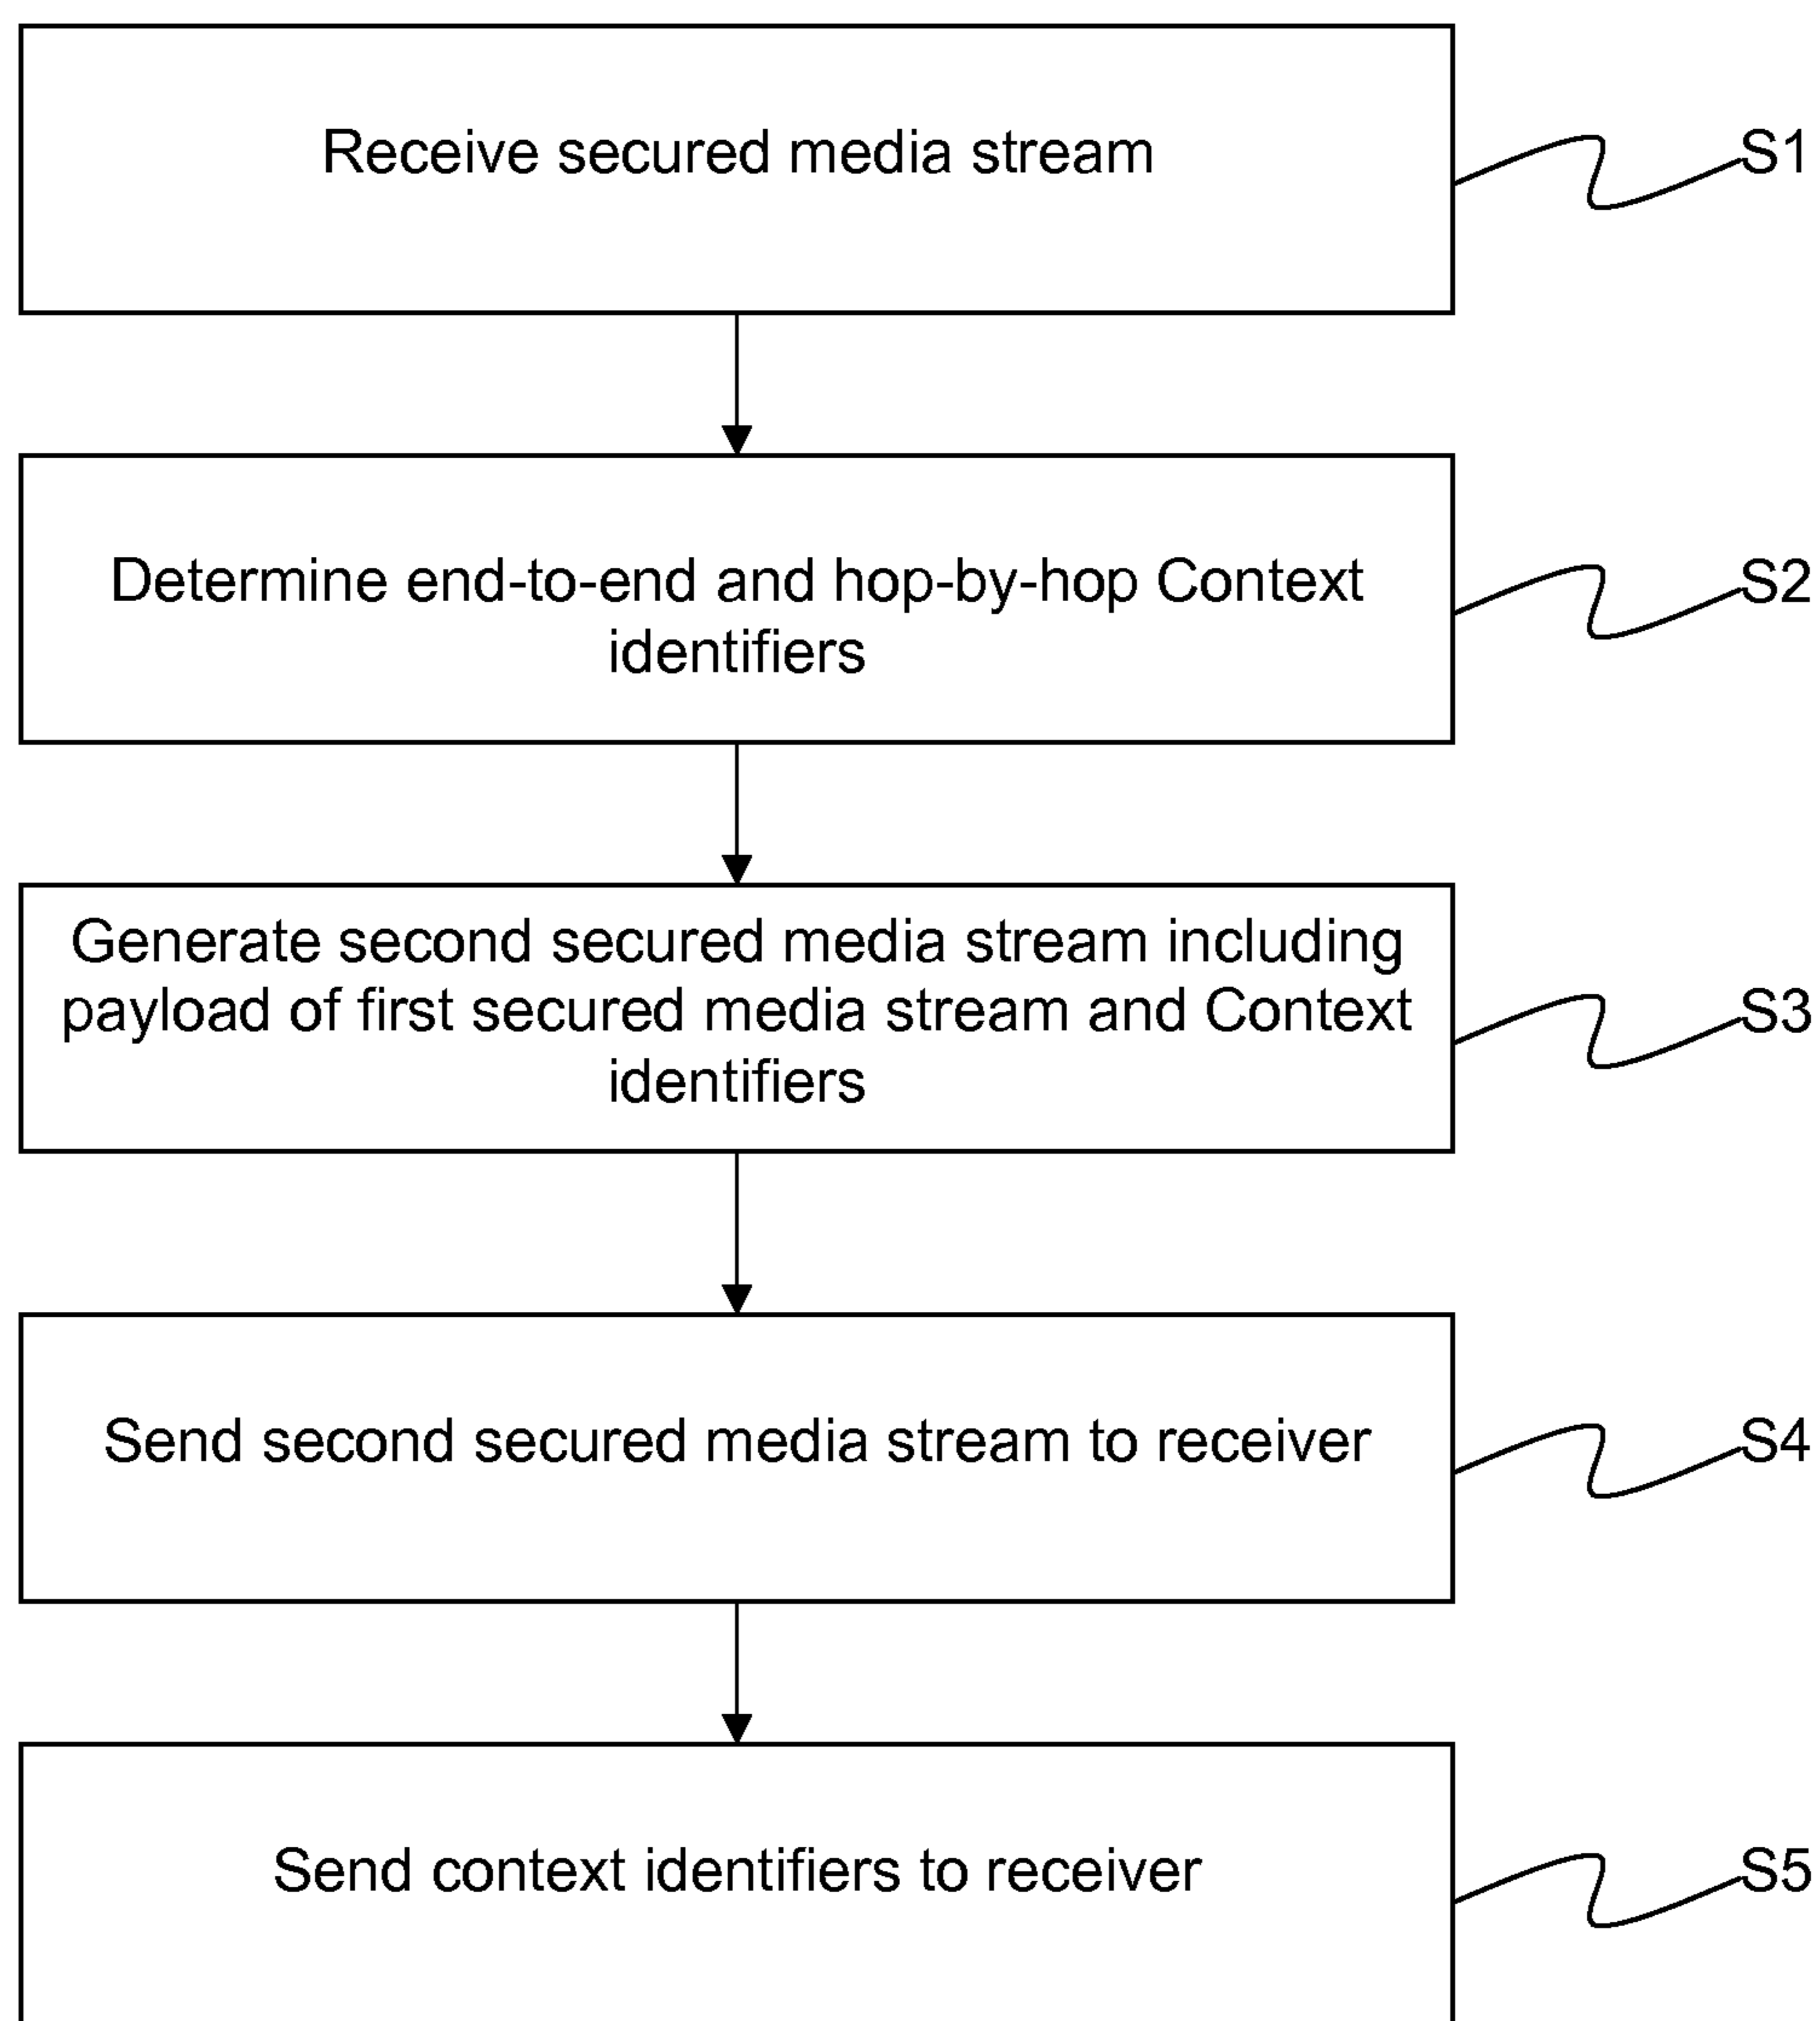 Receive secured media stream
S1
Determine end-to-end and hop-by-hop Context
identifiers
S2
Generate second secured media stream including
payload of first secured media stream and Context
identifiers
S3
Send second secured media stream to receiver
S4
Send context identifiers to receiver
S5